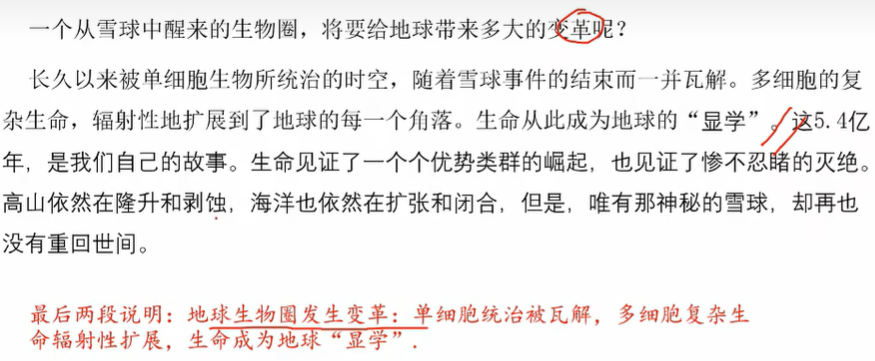 一个从雪球中醒来的生物圈，将要给地球带来多大的变革呢？
长久以来被单细胞生物所统治的时空，随着雪球事件的结束而一并瓦解。多细胞的复
杂生命，辐射性地扩展到了地球的每一个角落。生命从此成为地球的“显学”。这5.4亿
年，是我们自己的故事。生命见证了一个个优势类群的崛起，也见证了惨不忍睹的灭绝。
高山依然在隆升和剥蚀，海洋也依然在扩张和闭合，但是，唯有那神秘的雪球，却再也
没有重回世间。
最后两段说明：地球生物圈发生变革：单细胞统治被瓦解，多细胞复杂生
命辐射性扩展，生命成为地球“显学”.